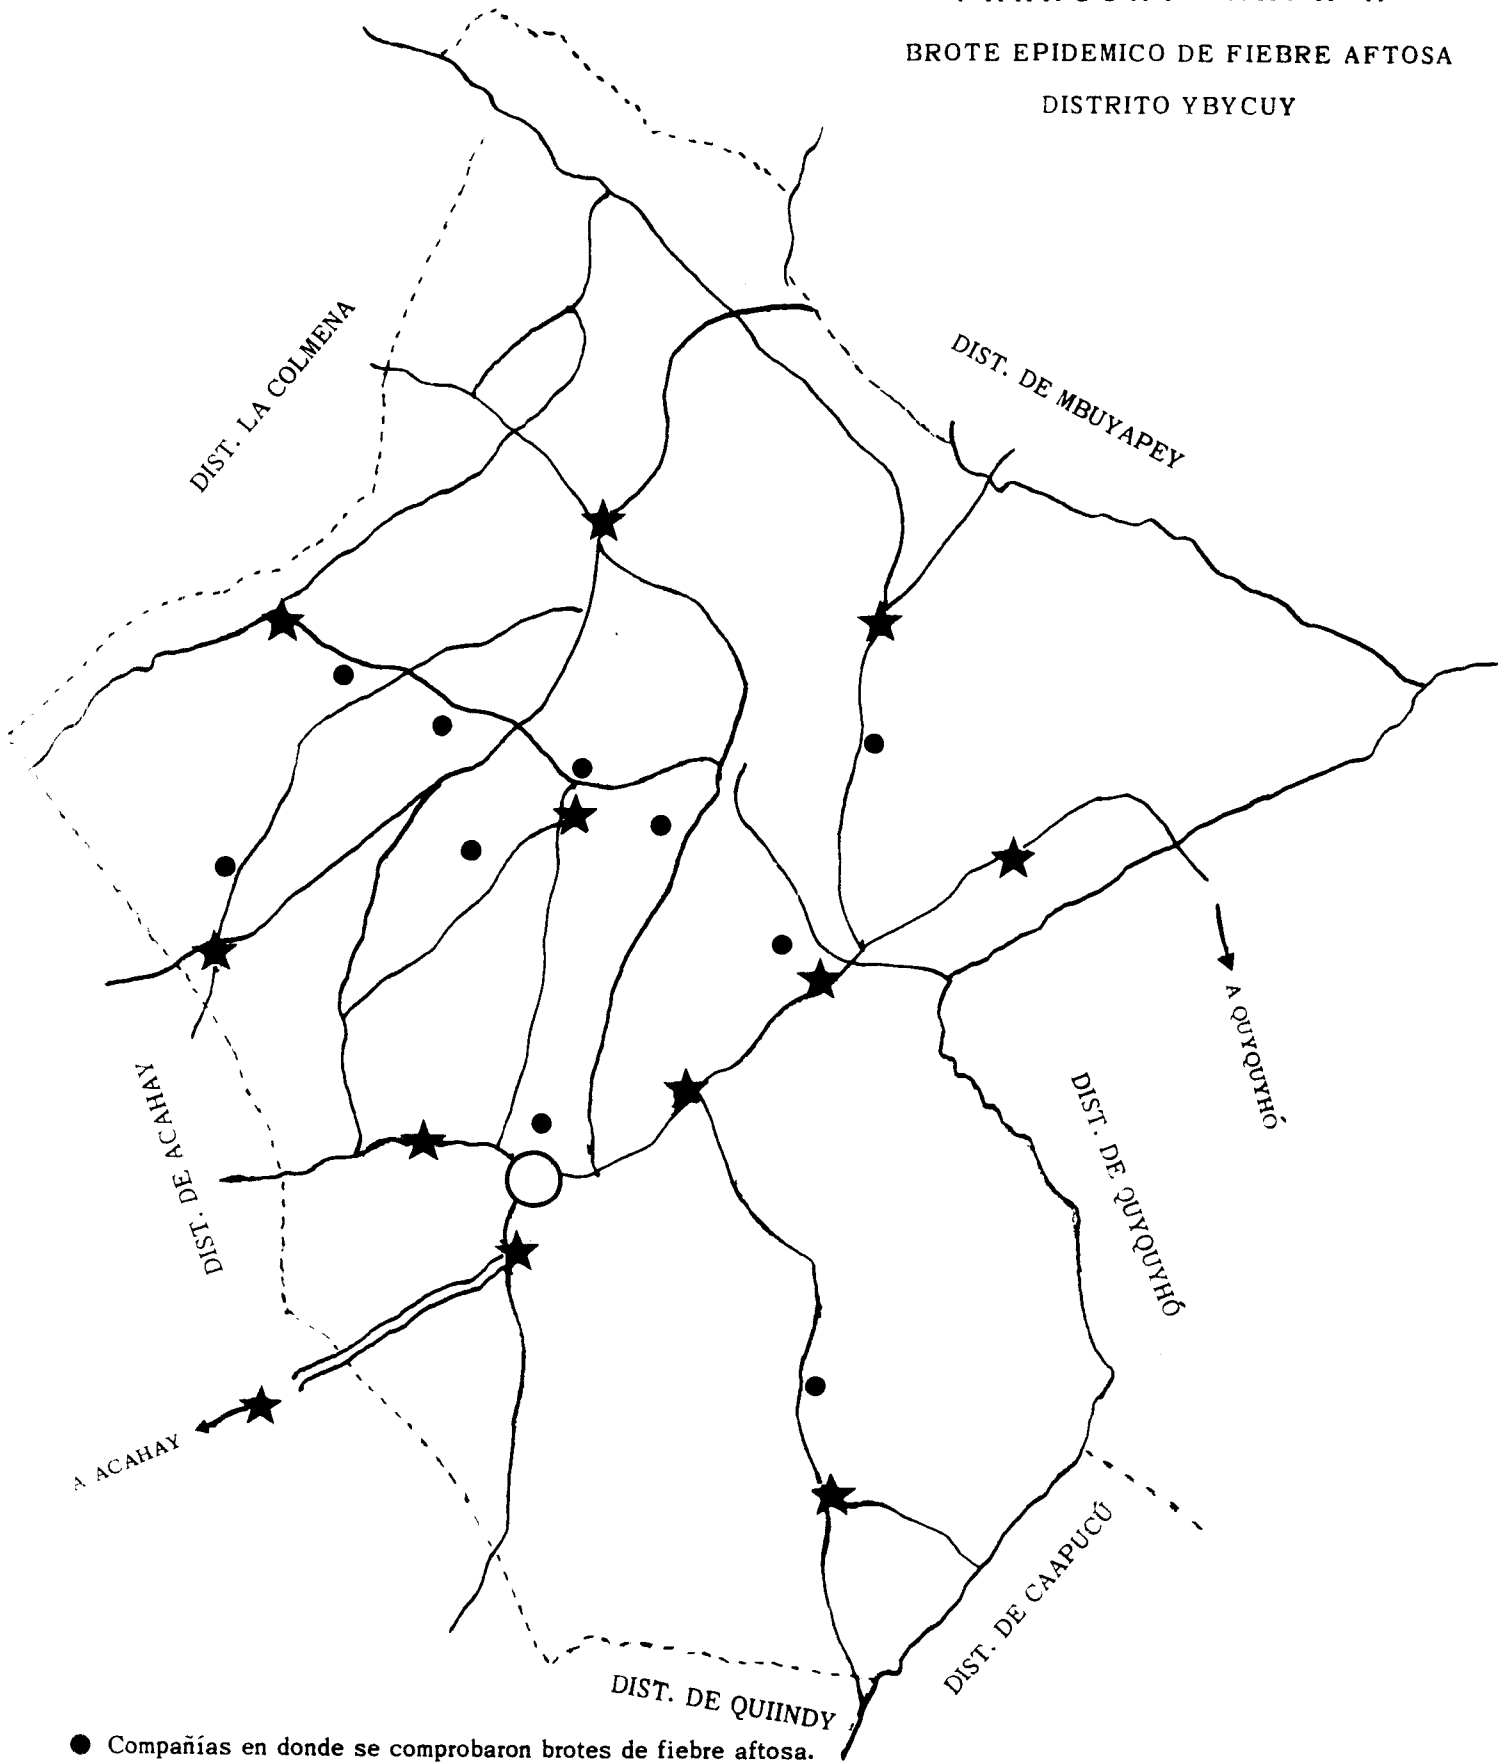 BROTE EPIDEMICO DE FIEBRE AFTOSA
DISTRITO YBYCUY
DIST. LA COLMENA
DIST. DE MBUYAPEY
A QUYQUYHÓ
DIST. DE ACAHAY
DIST. DE QUYQUYHÓ
A ACAHAY
DIST. DE CAAPUCÚ
DIST. DE QUIINDY
● Compañías en donde se comprobaron brotes de fiebre aftosa.